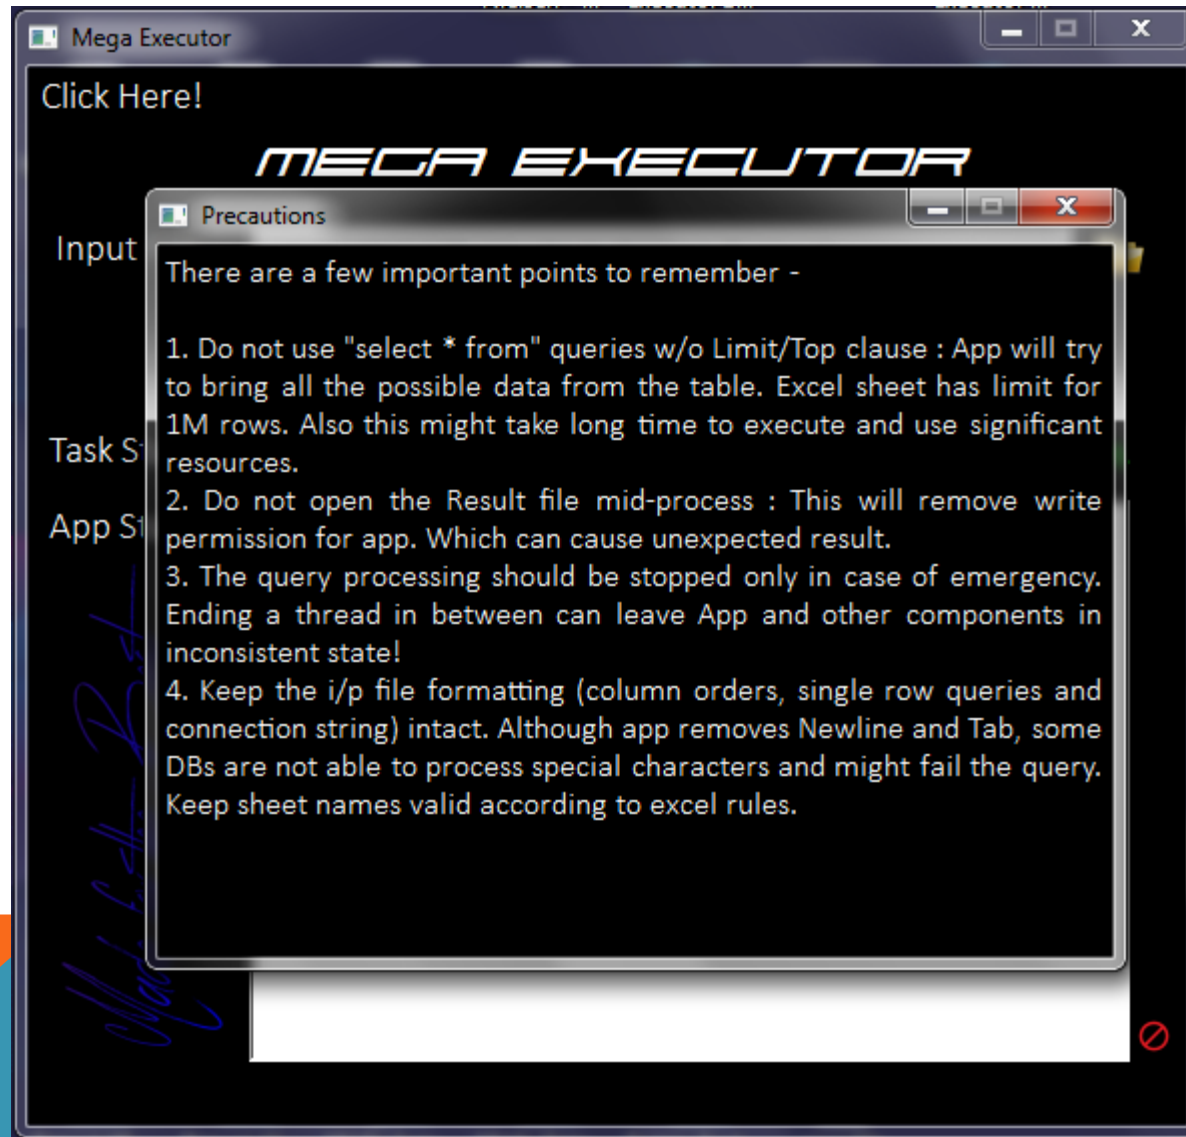 Mega Executor
Click Here!
MEGA EXECUTOR
Precautions
Input
There are a few important points to remember -
1. Do not use "select * from" queries w/o Limit/Top clause : App will try
to bring all the possible data from the table. Excel sheet has limit for
1M rows. Also this might take long time to execute and use significant
resources.
Task
2. Do not open the Result file mid-process : This will remove write
permission for app. Which can cause unexpected result.
App
3. The query processing should be stopped only in case of emergency.
Ending a thread in between can leave App and other components in
inconsistent state!
4. Keep the i/p file formatting (column orders, single row queries and
connection string) intact. Although app removes Newline and Tab, some
DBs are not able to process special characters and might fail the query.
Keep sheet names valid according to excel rules.